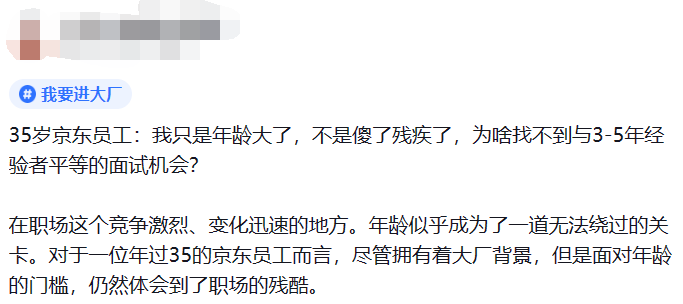 # 我要进大厂
35岁京东员工：我只是年龄大了，不是傻了残疾了，为啥找不到与3-5年经
验者平等的面试机会？
在职场这个竞争激烈、变化迅速的地方。年龄似乎成为了一道无法绕过的关
卡。对于一位年过35的京东员工而言，尽管拥有着大厂背景，但是面对年龄
的门槛，仍然体会到了职场的残酷。